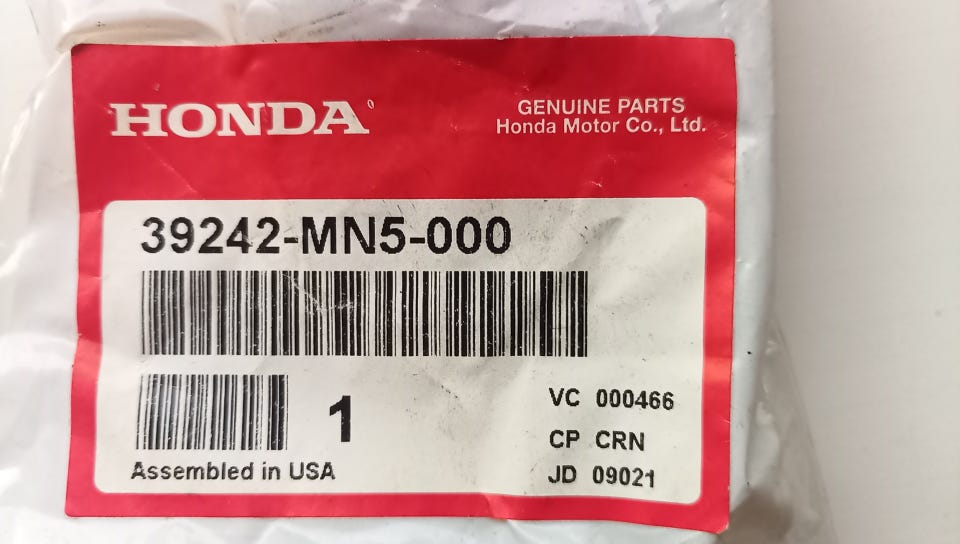 HONDA
GENUINE PARTS
Honda Motor Co., Ltd.
39242-MN5-000
1
VC 000466
CP CRN
JD 09021
Assembled in USA